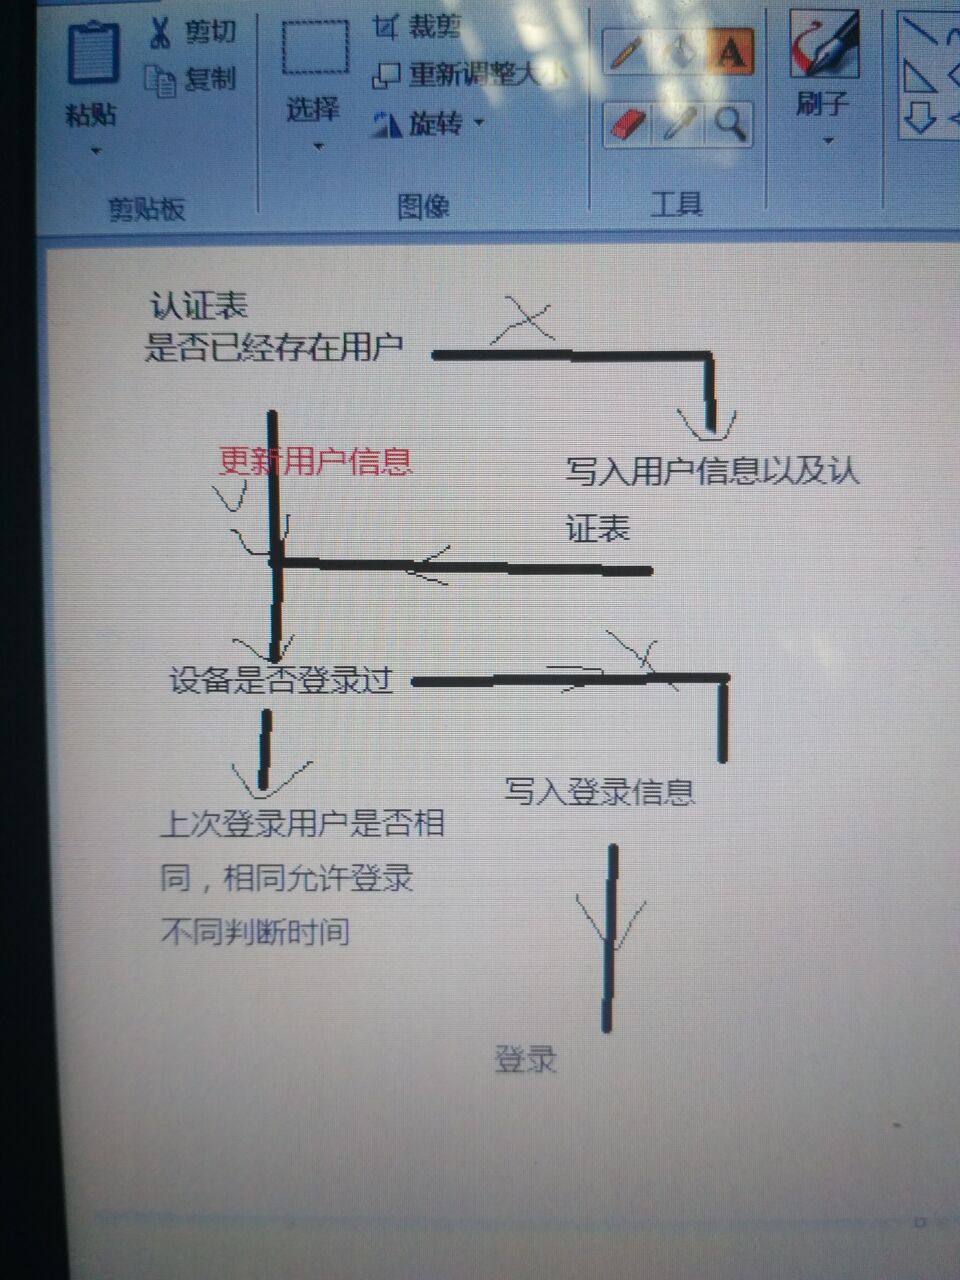 剪切
复制
粘贴
剪贴板
选择
裁剪
重新调整大小
旋转
图像
A
工具
刷子
认证表
是否已经存在用户
更新用户信息
写入用户信息以及认
证表
设备是否登录过
写入登录信息
上次登录用户是否相
同，相同允许登录
不同判断时间
登录